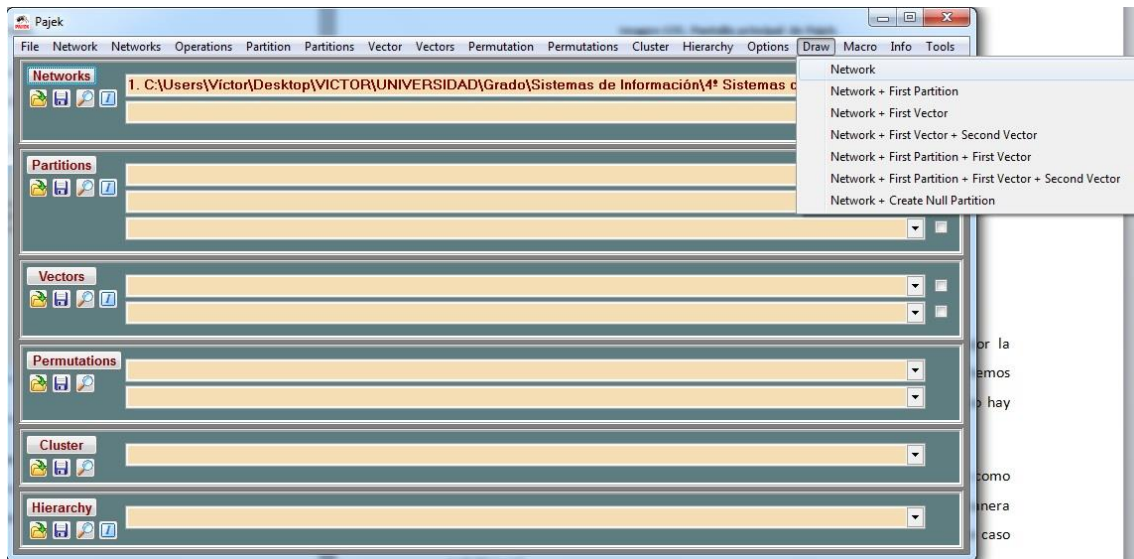 Pajek
File Network Networks Operations Partition Partitions Vector Vectors Permutation Permutations Cluster Hierarchy Options Draw Macro Info Tools
Network
Network + First Partition
Network + First Vector
Network + First Vector + Second Vector
Network + First Partition + First Vector
Network + First Partition + First Vector + Second Vector
Network + Create Null Partition
Networks
1. C:\Users\Víctor\Desktop\VICTOR\UNIVERSIDAD\Grado\Sistemas de Información\4º Sistemas
Partitions
Vectors
Permutations
Cluster
Hierarchy
or la
emos
hay
como
nera
caso